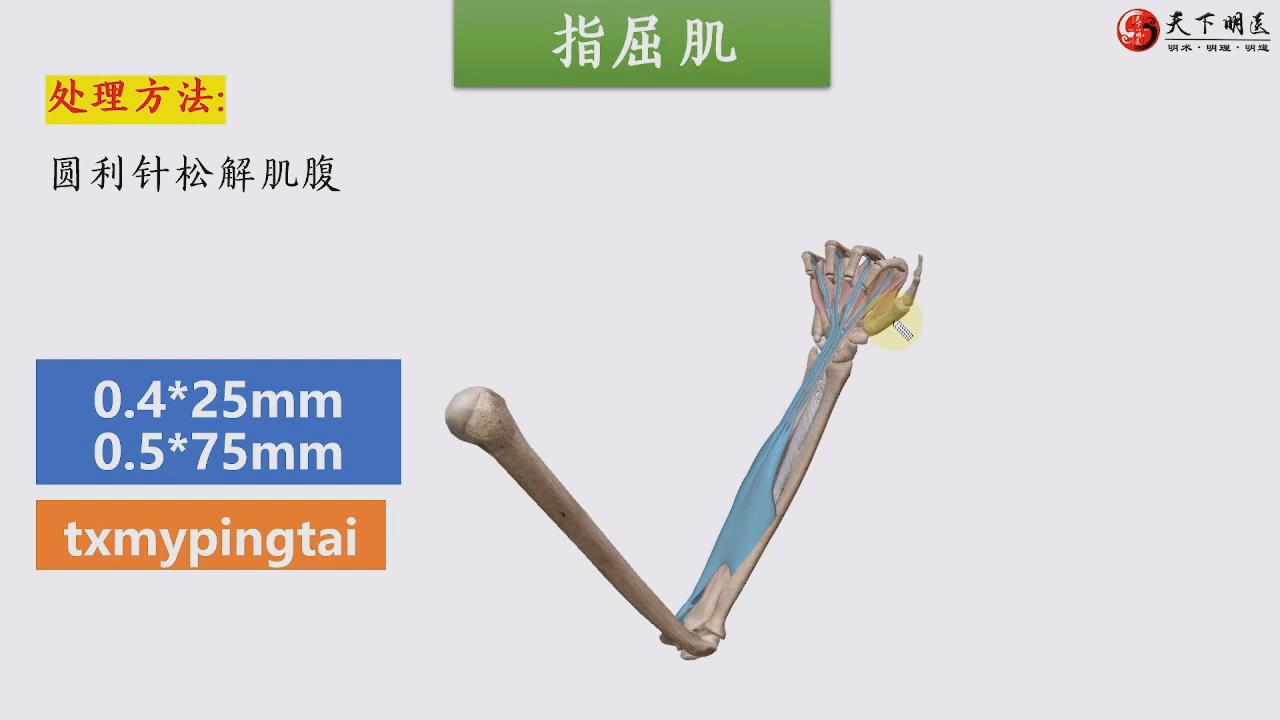 指屈肌
天下明医
明术·明理·明道
处理方法:
圆利针松解肌腹
0.4*25mm
0.5*75mm
txmypingtai